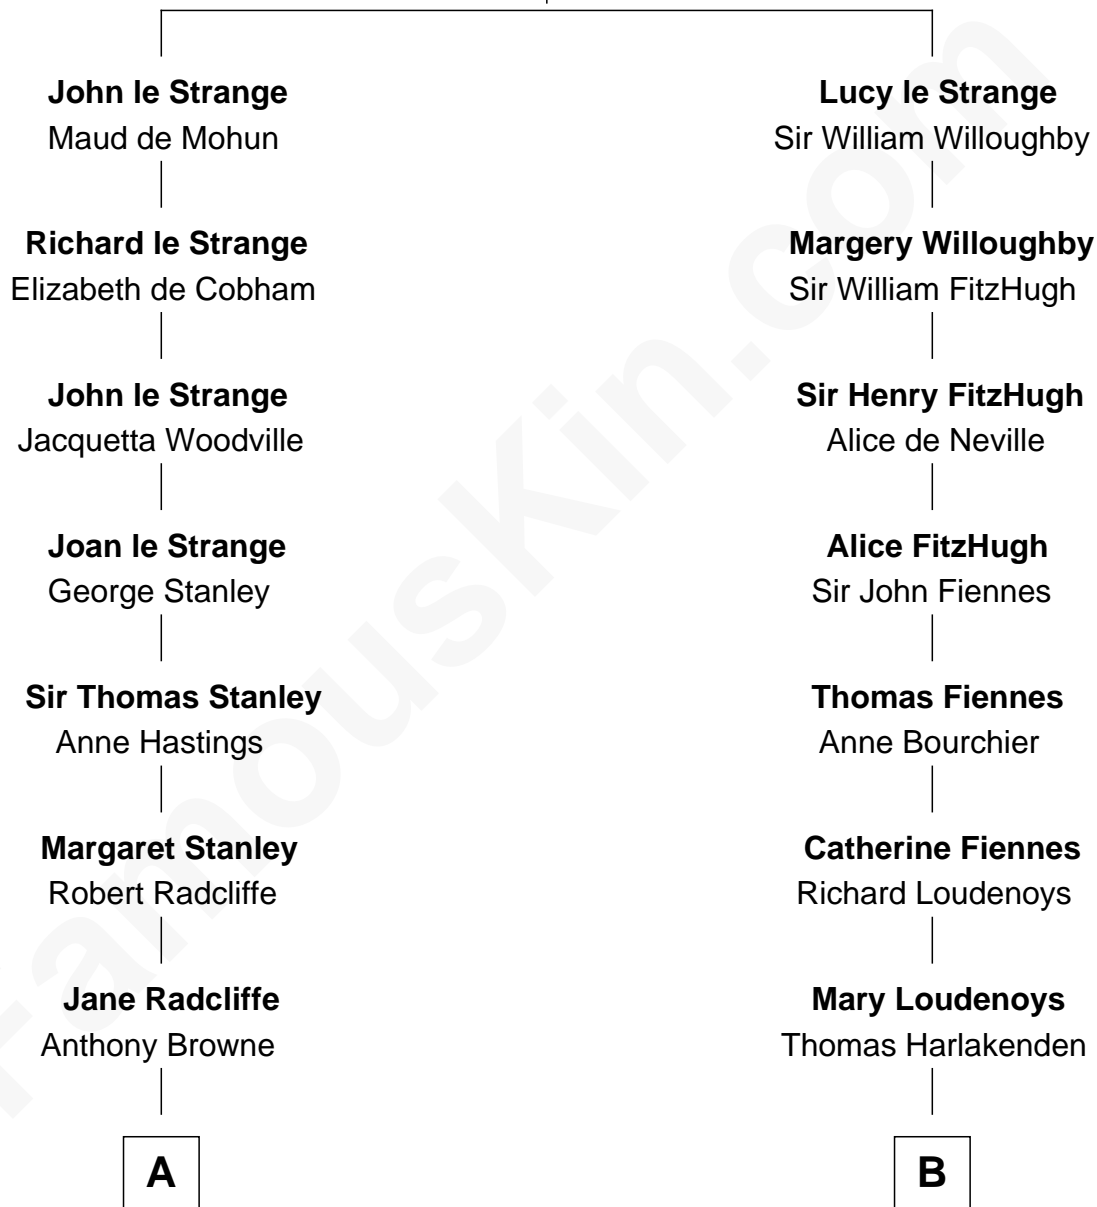 John le Strange
Maud de Mohun
Richard le Strange
Elizabeth de Cobham
John le Strange
Jacquetta Woodville
Joan le Strange
George Stanley
Sir Thomas Stanley
Anne Hastings
Margaret Stanley
Robert Radcliffe
Jane Radcliffe
Anthony Browne
A
Lucy le Strange
Sir William Willoughby
Margery Willoughby
Sir William FitzHugh
Sir Henry FitzHugh
Alice de Neville
Alice FitzHugh
Sir John Fiennes
Thomas Fiennes
Anne Bourchier
Catherine Fiennes
Richard Loudenoys
Mary Loudenoys
Thomas Harlakenden
B
FamousKin.com